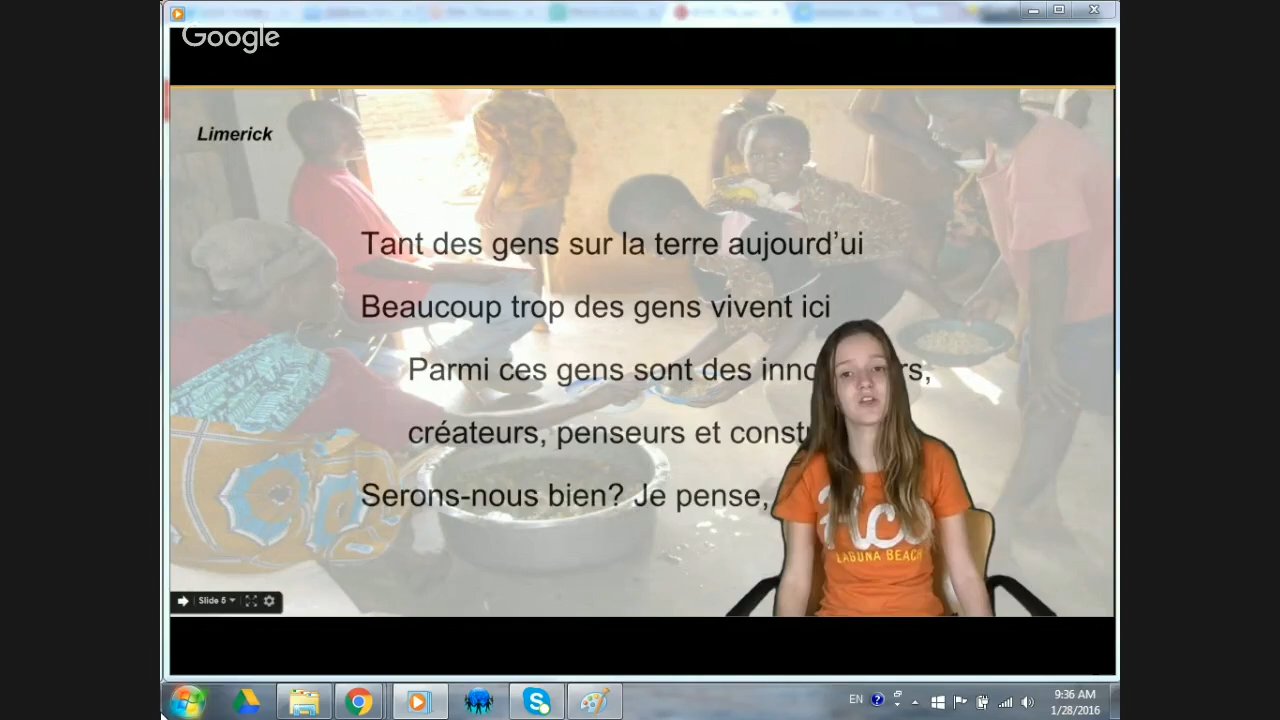 Google
Limerick
Tant des gens sur la terre aujourd’ui
Beaucoup trop des gens vivent ici
Parmi ces gens sont des
créateurs, penseurs et
Serons-nous bien? Je pense,
LAGUNA BEACH
Slide 5
EN
9:36 AM
1/28/2016